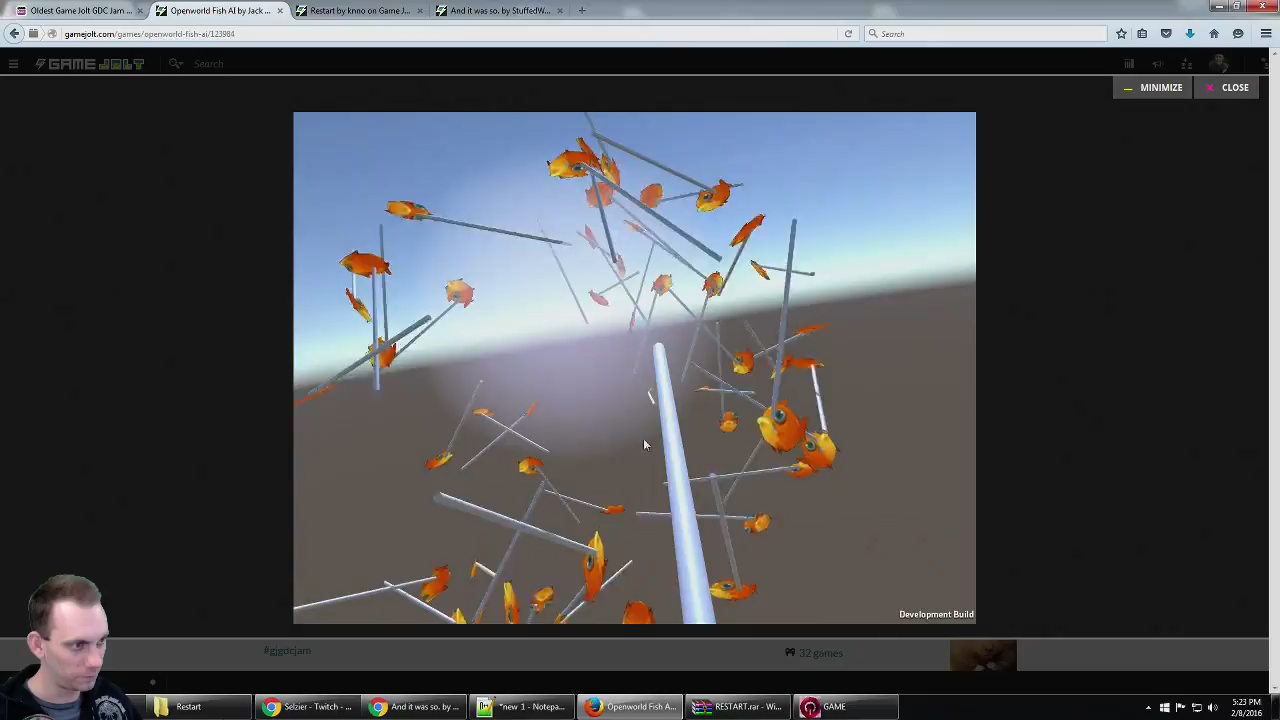 Oldest Game Jolt GDC Jam ...
Openworld Fish AI by Jack ...
Restart by knno on Game J...
And it was so. by StuffedW...
gamejolt.com/games/openworld-fish-ai/123984
Search
GAME JOLT
Search
MINIMIZE
CLOSE
Development Build
#gjgdcjam
32 games
Restart
Selzier - Twitch - ...
And it was so. by ...
*new 1 - Notepa...
Openworld Fish A...
RESTART.rar - Wi...
GAME
5:23 PM
2/8/2016